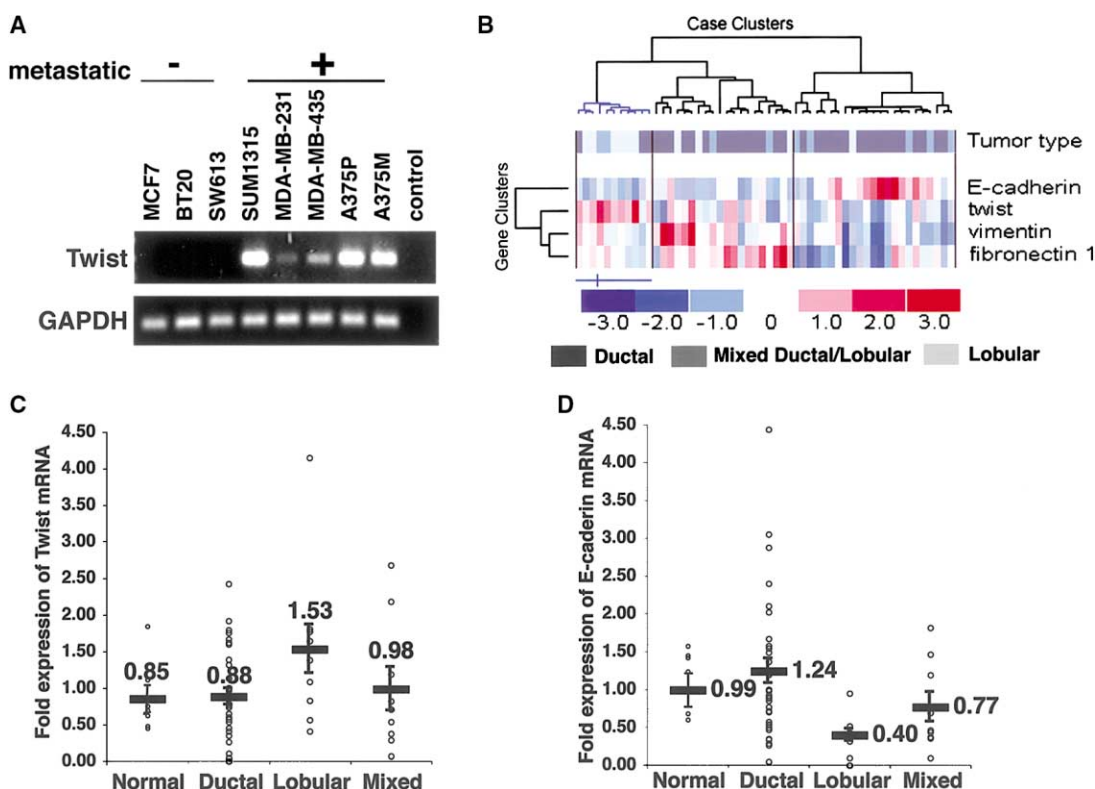 A
metastatic
-
+
MCF7
BT20
SW613
SUM1315
MDA-MB-231
MDA-MB-435
A375P
A375M
control
Twist
GAPDH
B
Case Clusters
Gene Clusters
Tumor type
E-cadherin
twist
vimentin
fibronectin 1
-3.0 -2.0 -1.0 0 1.0 2.0 3.0
Ductal Mixed Ductal/Lobular Lobular
C
Fold expression of Twist mRNA
4.50
4.00
3.50
3.00
2.50
2.00
1.50
1.00
0.50
0.00
0.85
0.88
1.53
0.98
Normal Ductal Lobular Mixed
D
Fold expression of E-caderin mRNA
4.50
4.00
3.50
3.00
2.50
2.00
1.50
1.00
0.50
0.00
0.99
1.24
0.40
0.77
Normal Ductal Lobular Mixed